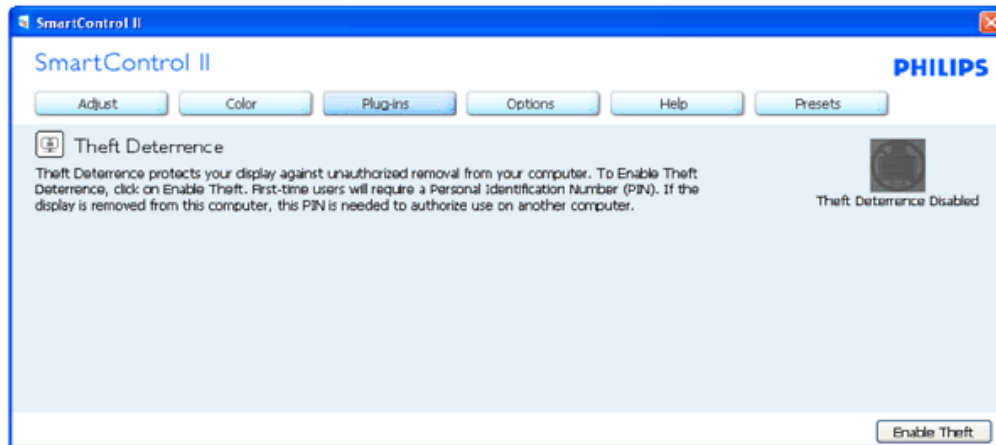 SmartControl II
SmartControl II
PHILIPS
Adjust Color Plug-ins Options Help Presets
Theft Deterrence
Theft Deterrence protects your display against unauthorized removal from your computer. To Enable Theft
Deterrence, click on Enable Theft. First-time users will require a Personal Identification Number (PIN). If the
display is removed from this computer, this PIN is needed to authorize use on another computer.
Theft Deterrence Disabled
Enable Theft